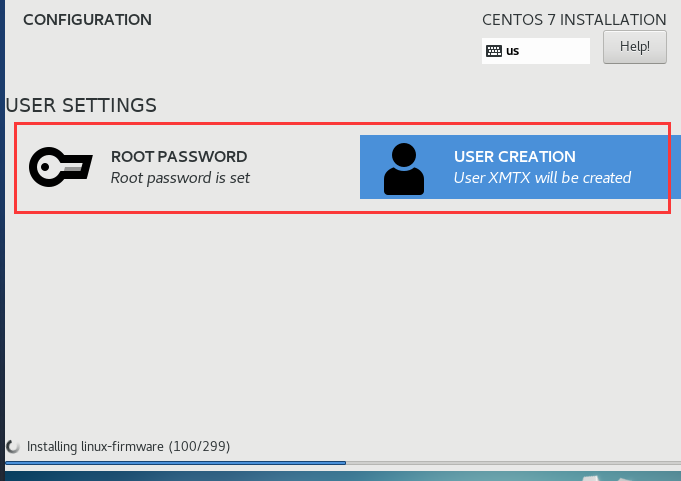 CONFIGURATION
CENTOS 7 INSTALLATION
us
Help!
USER SETTINGS
ROOT PASSWORD
Root password is set
USER CREATION
User XMTX will be created
Installing linux-firmware (100/299)